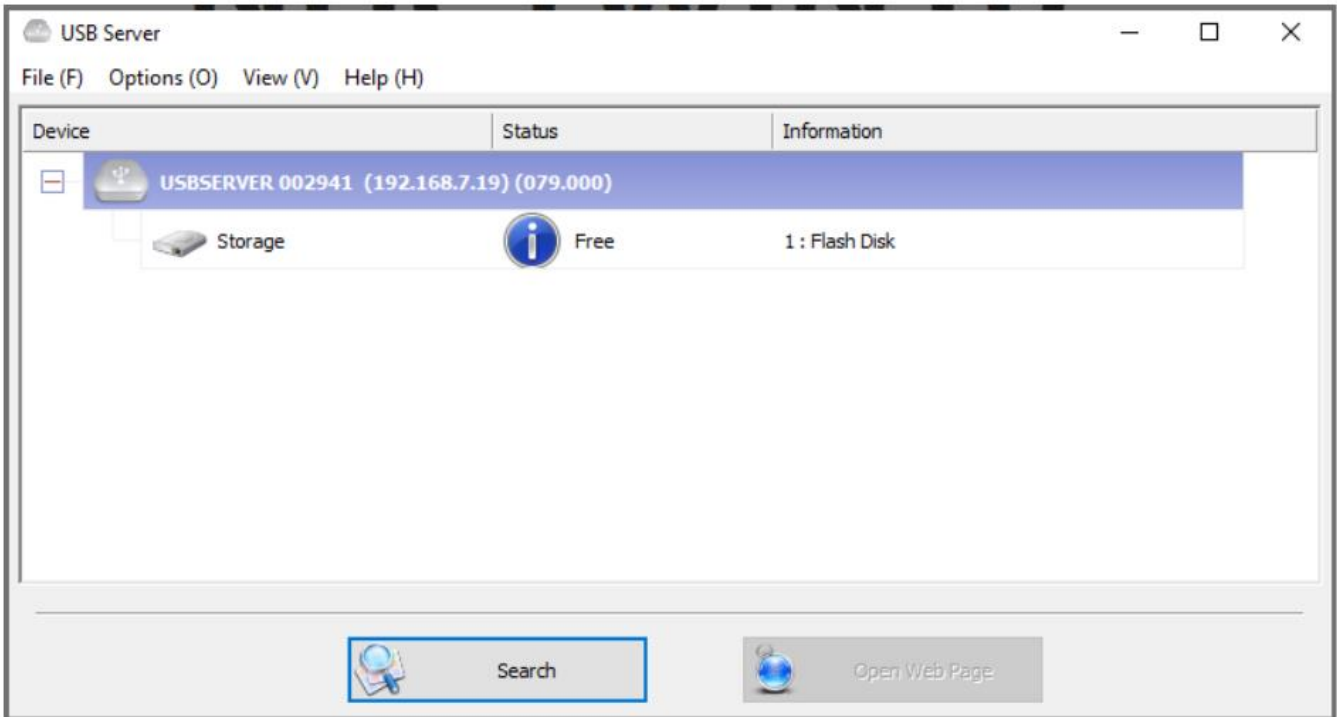 USB Server
File (F) Options (O) View (V) Help (H)
Device Status Information
USBSERVER 002941 (192.168.7.19) (079.000)
Storage Free 1 : Flash Disk
Search Open Web Page